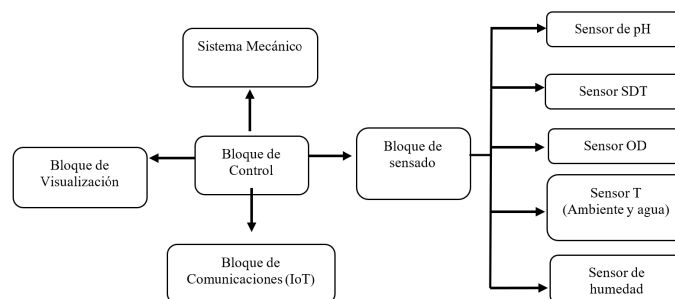 Sistema Mecánico
Bloque de
Visualización
Bloque de
Control
Bloque de
Comunicaciones (IoT)
Bloque de
sensado
Sensor de pH
Sensor SDT
Sensor OD
Sensor T
(Ambiente y agua)
Sensor de
humedad